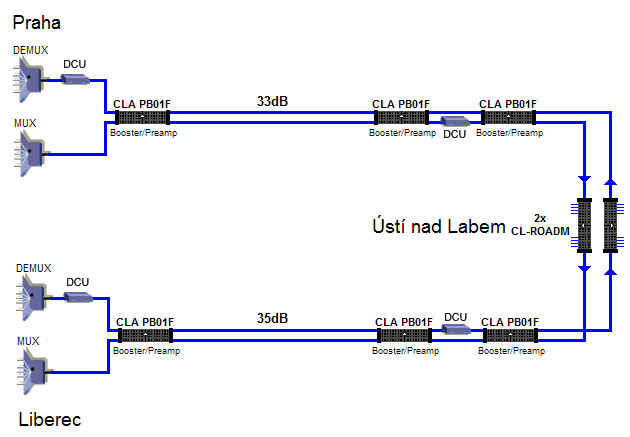 Praha
DEMUX
DCU
MUX
CLA PB01F
Booster/Preamp
33dB
CLA PB01F
Booster/Preamp
DCU
CLA PB01F
Booster/Preamp
Ústí nad Labem
2x
CL-ROADM
DEMUX
DCU
MUX
CLA PB01F
Booster/Preamp
35dB
CLA PB01F
Booster/Preamp
DCU
CLA PB01F
Booster/Preamp
Liberec